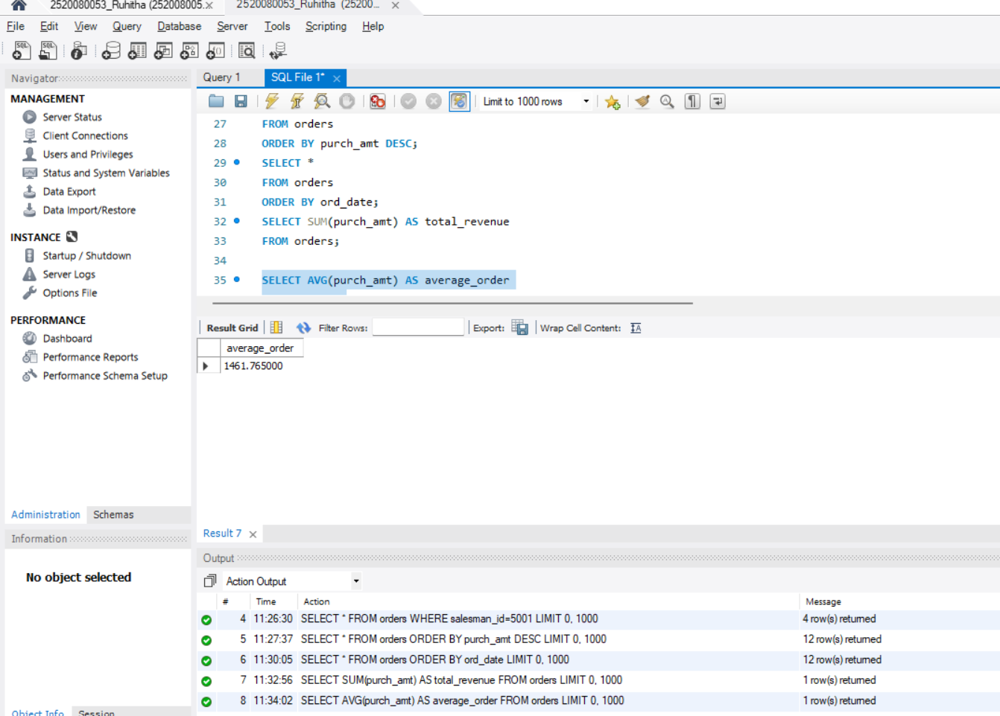 2520080053_Ruhitha (252008005.×
2520080053_Ruhitha (25200... ×
File Edit View Query Database Server Tools Scripting Help
Navigator
MANAGEMENT
Server Status
Client Connections
Users and Privileges
Status and System Variables
Data Export
Data Import/Restore
INSTANCE
Startup / Shutdown
Server Logs
Options File
PERFORMANCE
Dashboard
Performance Reports
Performance Schema Setup
Administration Schemas
Information
No object selected
Object Info Session
Query 1 SQL File 1* ×
Limit to 1000 rows
27 FROM orders
28 ORDER BY purch_amt DESC;
29 SELECT *
30 FROM orders
31 ORDER BY ord_date;
32 SELECT SUM(purch_amt) AS total_revenue
33 FROM orders;
34
35 SELECT AVG(purch_amt) AS average_order
Result Grid Filter Rows: Export: Wrap Cell Content: IA
average_order
1461.765000
Result 7 ×
Output
Action Output
# Time Action Message
4 11:26:30 SELECT * FROM orders WHERE salesman_id=5001 LIMIT 0, 1000 4 row(s) returned
5 11:27:37 SELECT * FROM orders ORDER BY purch_amt DESC LIMIT 0, 1000 12 row(s) returned
6 11:30:05 SELECT * FROM orders ORDER BY ord_date LIMIT 0, 1000 12 row(s) returned
7 11:32:56 SELECT SUM(purch_amt) AS total_revenue FROM orders LIMIT 0, 1000 1 row(s) returned
8 11:34:02 SELECT AVG(purch_amt) AS average_order FROM orders LIMIT 0, 1000 1 row(s) returned